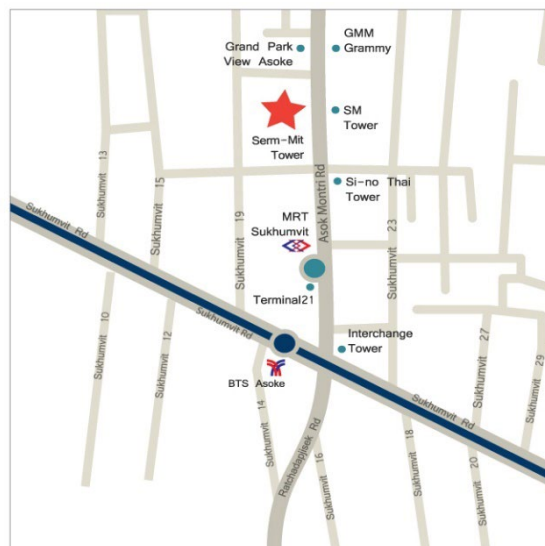 Grand Park
View Asoke
GMM
Grammy
SM
Tower
Serm-Mit
Tower
Si-no Thai
Tower
Asok Montri Rd
MRT
Sukhumvit
Terminal21
Interchange
Tower
BTS Asoke
Sukhumvit Rd
Sukhumvit Rd
Sukhumvit Rd
Ratchadapjisek Rd
Sukhumvit 13
Sukhumvit 15
Sukhumvit 19
Sukhumvit 23
Sukhumvit 27
Sukhumvit 29
Sukhumvit 10
Sukhumvit 12
Sukhumvit 14
Sukhumvit 16
Sukhumvit 18
Sukhumvit 20